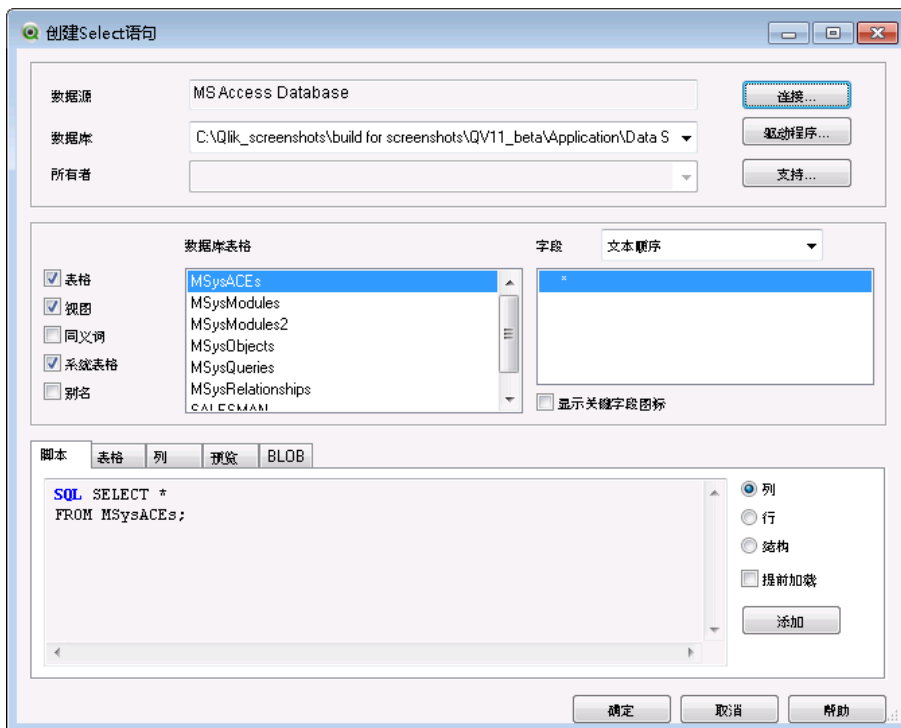 创建Select语句
数据源 MS Access Database 连接...
数据库 C:\Qlik_screenshots\build for screenshots\QV11_beta\Application\Data S 驱动程序...
所有者 支持...
数据库表格 字段 文本顺序
表格 MSysACEs *
视图 MSysModules
同义词 MSysModules2
系统表格 MSysObjects
别名 MSysQueries
MSysRelationships
SALESMAN
显示关键字段图标
脚本 表格 列 预览 BLOB
SQL SELECT *
FROM MSysACEs;
列
行
结构
提前加载
添加
确定 取消 帮助